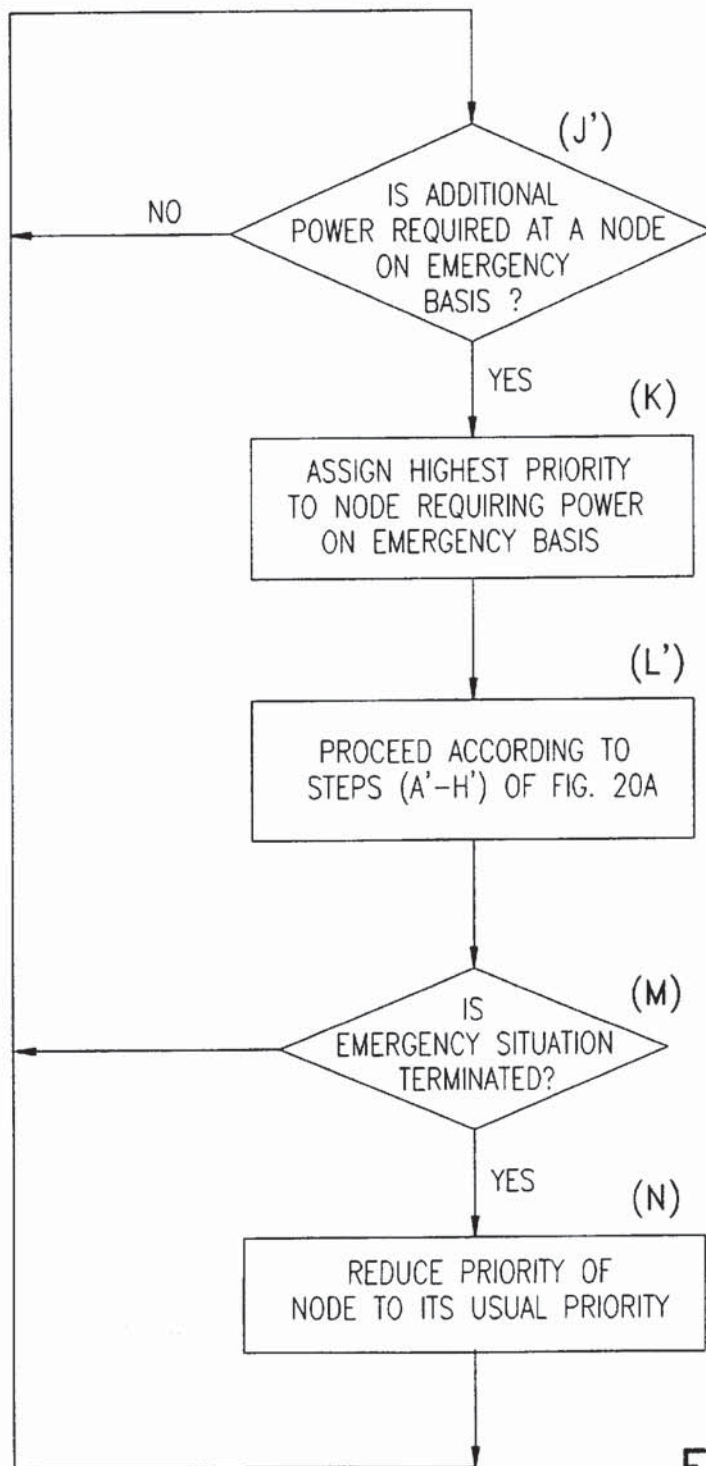 (J')
IS ADDITIONAL
POWER REQUIRED AT A NODE
ON EMERGENCY
BASIS ?
NO
YES
(K)
ASSIGN HIGHEST PRIORITY
TO NODE REQUIRING POWER
ON EMERGENCY BASIS
(L')
PROCEED ACCORDING TO
STEPS (A'-H') OF FIG. 20A
(M)
IS
EMERGENCY SITUATION
TERMINATED?
YES
(N)
REDUCE PRIORITY OF
NODE TO ITS USUAL PRIORITY